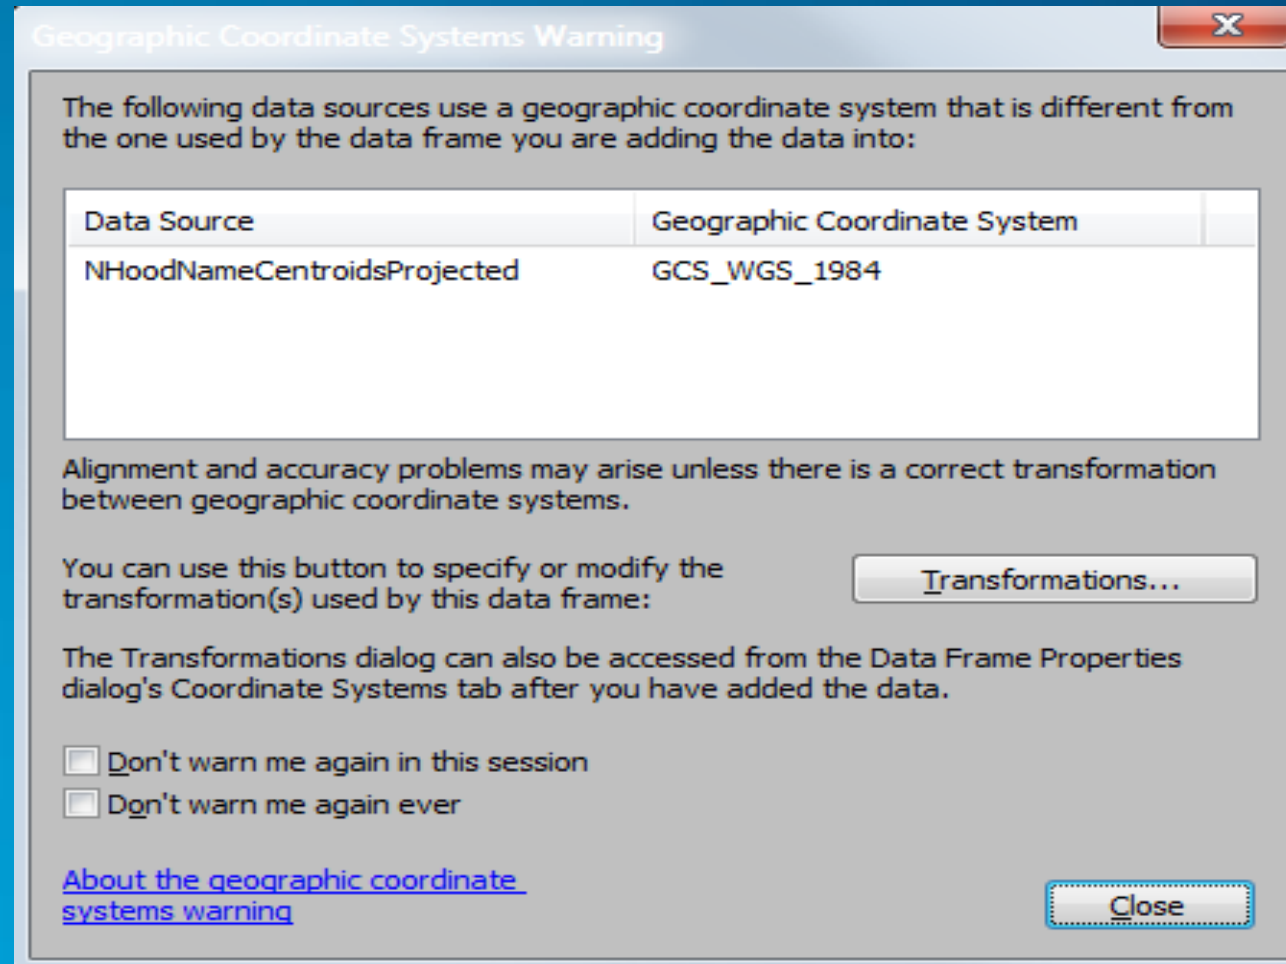 Geographic Coordinate Systems Warning
The following data sources use a geographic coordinate system that is different from
the one used by the data frame you are adding the data into:
Data Source Geographic Coordinate System
NHoodNameCentroidsProjected GCS_WGS_1984
Alignment and accuracy problems may arise unless there is a correct transformation
between geographic coordinate systems.
You can use this button to specify or modify the
transformation(s) used by this data frame:
Transformations...
The Transformations dialog can also be accessed from the Data Frame Properties
dialog's Coordinate Systems tab after you have added the data.
Don't warn me again in this session
Don't warn me again ever
About the geographic coordinate
systems warning
Close